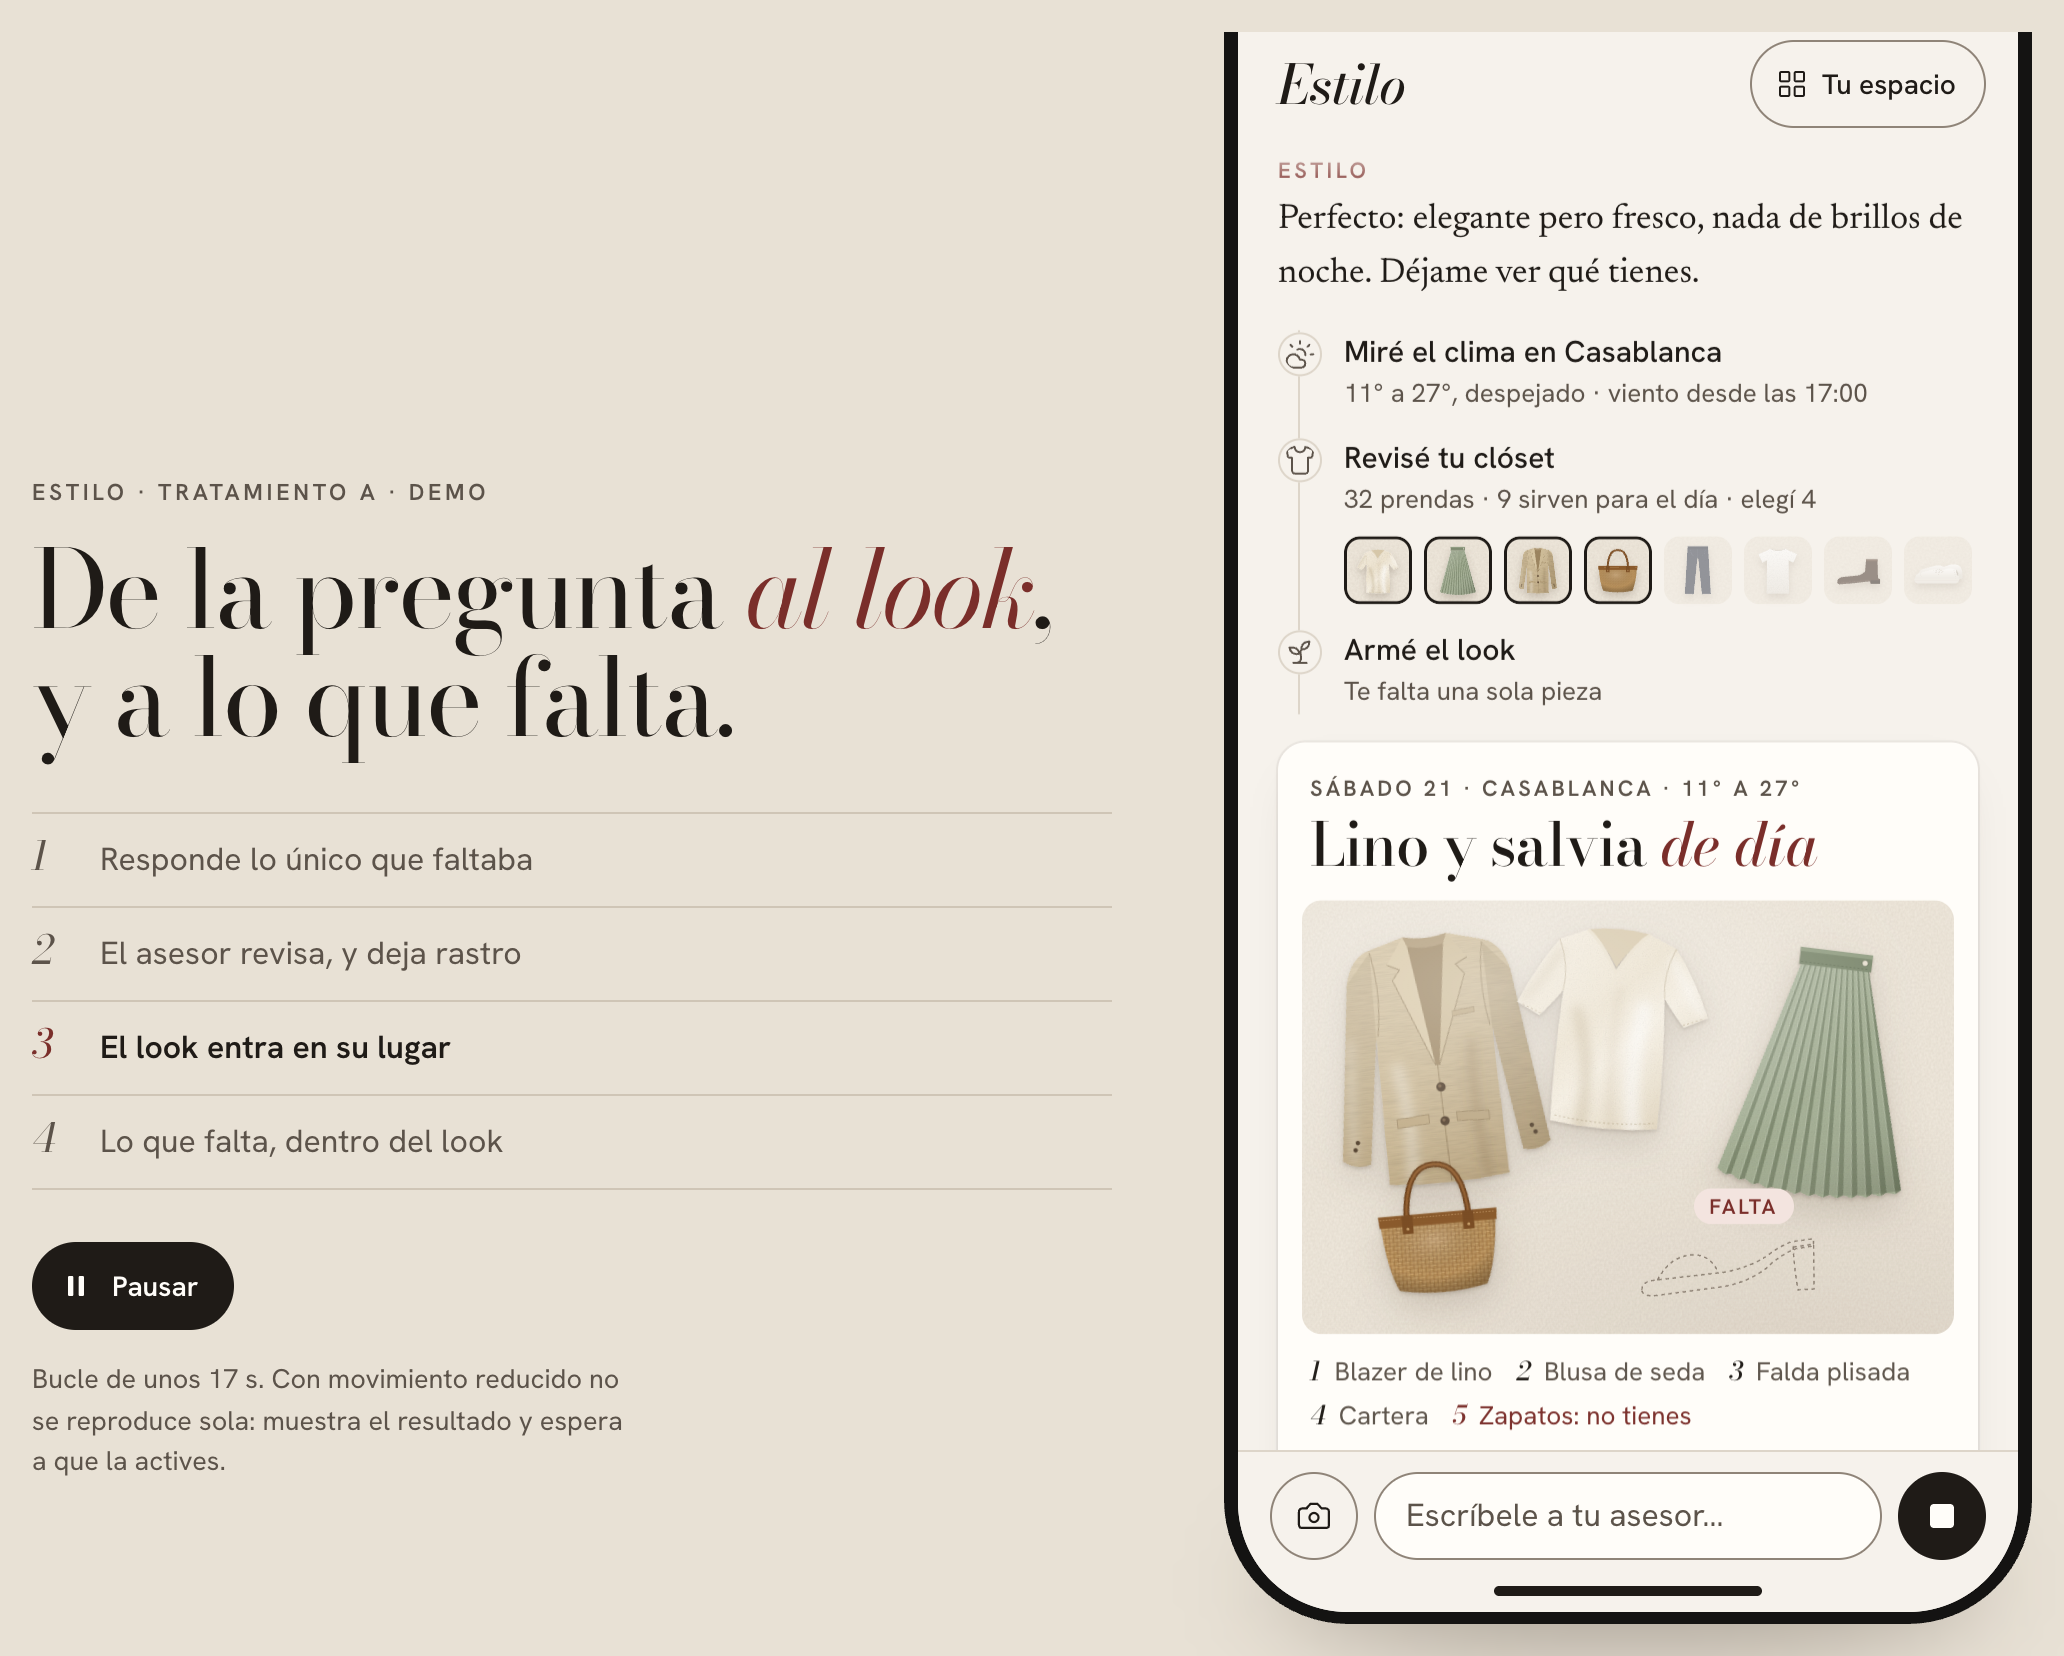 ESTILO · TRATAMIENTO A · DEMO
De la pregunta al look,
y a lo que falta.
1 Responde lo único que faltaba
2 El asesor revisa, y deja rastro
3 El look entra en su lugar
4 Lo que falta, dentro del look
Pausar
Bucle de unos 17 s. Con movimiento reducido no
se reproduce sola: muestra el resultado y espera
a que la actives.
Estilo
Tu espacio
ESTILO
Perfecto: elegante pero fresco, nada de brillos de
noche. Déjame ver qué tienes.
Miré el clima en Casablanca
11° a 27°, despejado · viento desde las 17:00
Revisé tu clóset
32 prendas · 9 sirven para el día · elegí 4
Armé el look
Te falta una sola pieza
SÁBADO 21 · CASABLANCA · 11° A 27°
Lino y salvia de día
FALTA
1 Blazer de lino 2 Blusa de seda 3 Falda plisada
4 Cartera 5 Zapatos: no tienes
Escríbele a tu asesor...